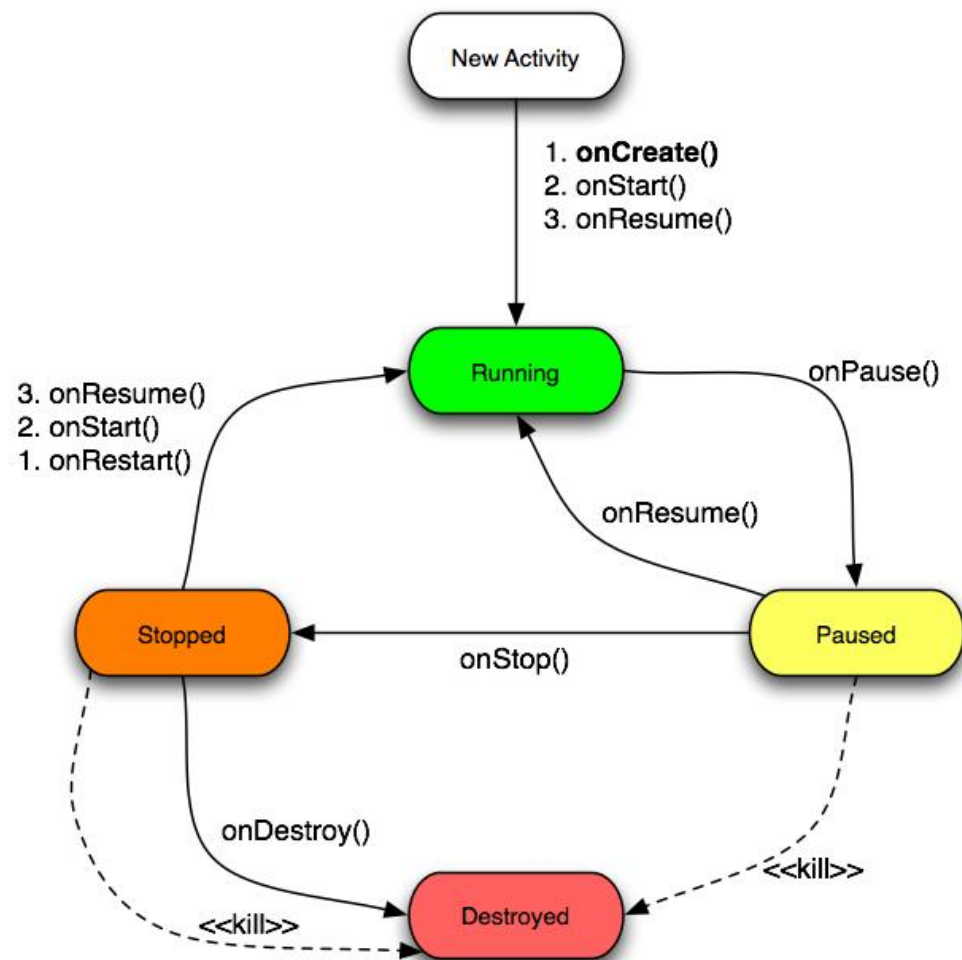 New Activity
1. onCreate()
2. onStart()
3. onResume()
Running
onPause()
3. onResume()
2. onStart()
1. onRestart()
onResume()
Stopped
Paused
onStop()
onDestroy()
<<kill>>
<<kill>>
Destroyed